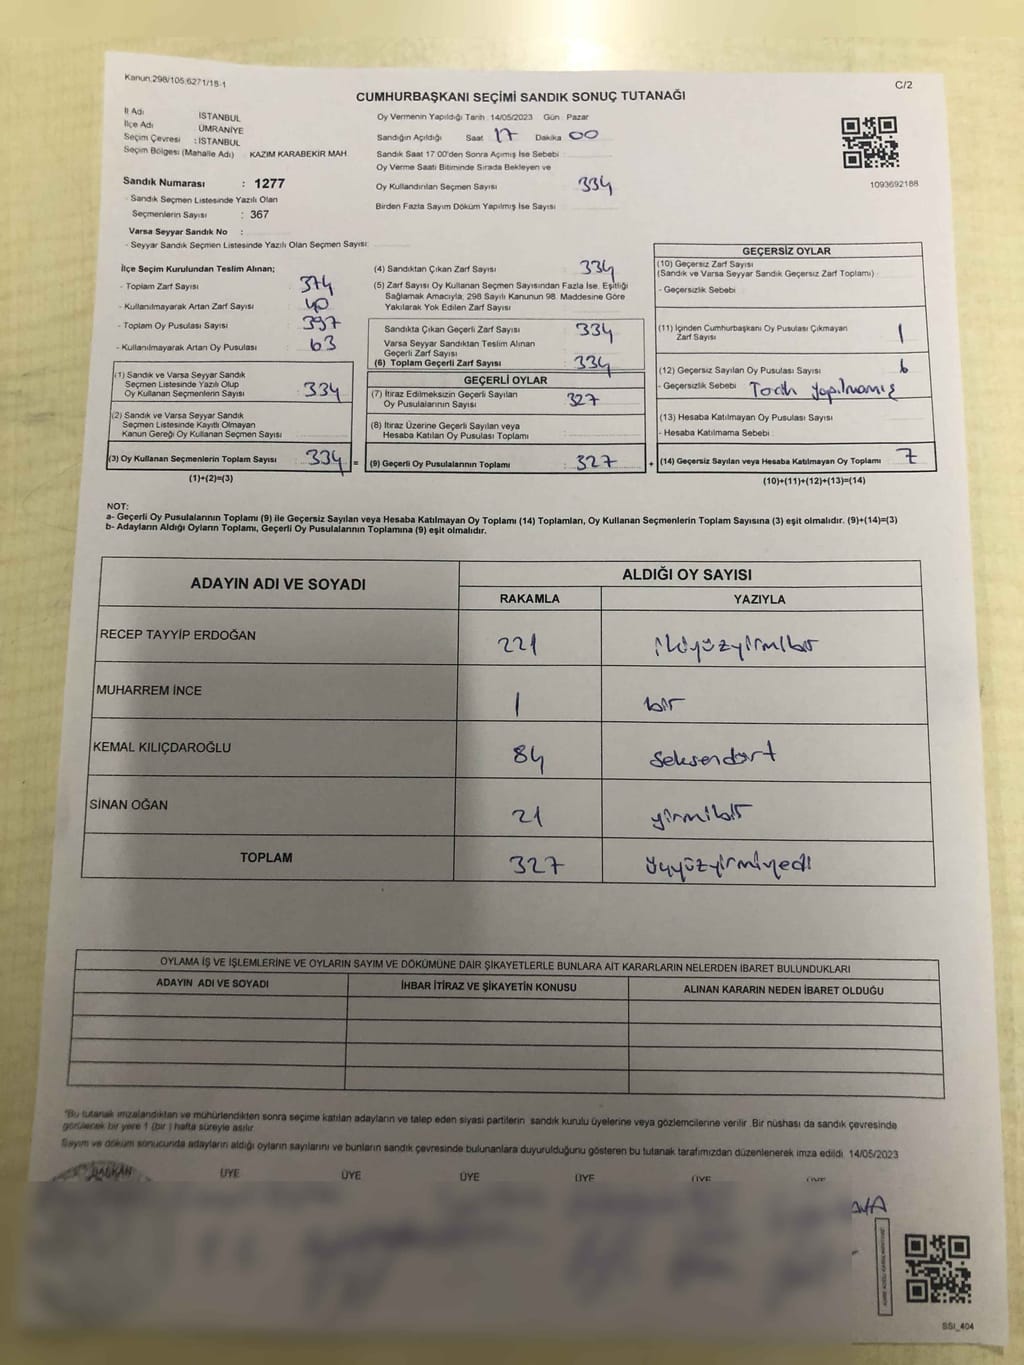 Kanun:298/105,6271/18-1
C/2
CUMHURBAŞKANI SEÇİMİ SANDIK SONUÇ TUTANAĞI
İl Adı İSTANBUL
İlçe Adı ÜMRANİYE
Seçim Çevresi : İSTANBUL
Seçim Bölgesi (Mahalle Adı) KAZIM KARABEKİR MAH.
Sandık Numarası : 1277
- Sandık Seçmen Listesinde Yazılı Olan
Seçmenlerin Sayısı : 367
Varsa Seyyar Sandık No :
- Seyyar Sandık Seçmen Listesinde Yazılı Olan Seçmen Sayısı:
Oy Vermenin Yapıldığı Tarih : 14/05/2023 Gün : Pazar
Sandığın Açıldığı Saat 17 Dakika 00
Sandık Saat 17.00'den Sonra Açılmış İse Sebebi
Oy Verme Saati Bitiminde Sırada Bekleyen ve
Oy Kullandırılan Seçmen Sayısı 334
Birden Fazla Sayım Döküm Yapılmış İse Sayısı
1093692188
İlçe Seçim Kurulundan Teslim Alınan;
- Toplam Zarf Sayısı 374
- Kullanılmayarak Artan Zarf Sayısı 40
- Toplam Oy Pusulası Sayısı 397
- Kullanılmayarak Artan Oy Pusulası 63
(1) Sandık ve Varsa Seyyar Sandık
Seçmen Listesinde Yazılı Olup
Oy Kullanan Seçmenlerin Sayısı 334
(2) Sandık ve Varsa Seyyar Sandık
Seçmen Listesinde Kayıtlı Olmayan
Kanun Gereği Oy Kullanan Seçmen Sayısı
(3) Oy Kullanan Seçmenlerin Toplam Sayısı : 334 =
(1)+(2)=(3)
(4) Sandıktan Çıkan Zarf Sayısı 334
(5) Zarf Sayısı Oy Kullanan Seçmen Sayısından Fazla İse, Eşitliği
Sağlamak Amacıyla, 298 Sayılı Kanunun 98. Maddesine Göre
Yakılarak Yok Edilen Zarf Sayısı
Sandıkta Çıkan Geçerli Zarf Sayısı 334
Varsa Seyyar Sandıktan Teslim Alınan
Geçerli Zarf Sayısı
(6) Toplam Geçerli Zarf Sayısı 334
GEÇERLİ OYLAR
(7) İtiraz Edilmeksizin Geçerli Sayılan
Oy Pusulalarının Sayısı 327
(8) İtiraz Üzerine Geçerli Sayılan veya
Hesaba Katılan Oy Pusulası Toplamı
(9) Geçerli Oy Pusulalarının Toplamı : 327 +
GEÇERSİZ OYLAR
(10) Geçersiz Zarf Sayısı
(Sandık ve Varsa Seyyar Sandık Geçersiz Zarf Toplamı)
- Geçersizlik Sebebi
(11) İçinden Cumhurbaşkanı Oy Pusulası Çıkmayan
Zarf Sayısı 1
(12) Geçersiz Sayılan Oy Pusulası Sayısı 6
- Geçersizlik Sebebi Tercih yapılmamış
(13) Hesaba Katılmayan Oy Pusulası Sayısı
- Hesaba Katılmama Sebebi
(14) Geçersiz Sayılan veya Hesaba Katılmayan Oy Toplamı 7
(10)+(11)+(12)+(13)=(14)
NOT:
a- Geçerli Oy Pusulalarının Toplamı (9) ile Geçersiz Sayılan veya Hesaba Katılmayan Oy Toplamı (14) Toplamları, Oy Kullanan Seçmenlerin Toplam Sayısına (3) eşit olmalıdır. (9)+(14)=(3)
b- Adayların Aldığı Oyların Toplamı, Geçerli Oy Pusulalarının Toplamına (9) eşit olmalıdır.
ADAYIN ADI VE SOYADI
ALDIĞI OY SAYISI
RAKAMLA YAZIYLA
RECEP TAYYİP ERDOĞAN 221 ikiyüzyirmibir
MUHARREM İNCE 1 bir
KEMAL KILIÇDAROĞLU 84 seksendört
SİNAN OĞAN 21 yirmibir
TOPLAM 327 üçyüzyirmiyedi
OYLAMA İŞ VE İŞLEMLERİNE VE OYLARIN SAYIM VE DÖKÜMÜNE DAİR ŞİKAYETLERLE BUNLARA AİT KARARLARIN NELERDEN İBARET BULUNDUKLARI
ADAYIN ADI VE SOYADI İHBAR İTİRAZ VE ŞİKAYETİN KONUSU ALINAN KARARIN NEDEN İBARET OLDUĞU
*Bu tutanak imzalandıktan ve mühürlendikten sonra seçime katılan adayların ve talep eden siyasi partilerin sandık kurulu üyelerine veya gözlemcilerine verilir. Bir nüshası da sandık çevresinde
görülecek bir yere 1 (bir ) hafta süreyle asılır.
Sayım ve döküm sonucunda adayların aldığı oyların sayılarını ve bunların sandık çevresinde bulunanlara duyurulduğunu gösteren bu tutanak tarafımızdan düzenlenerek imza edildi. 14/05/2023
BAŞKAN ÜYE ÜYE ÜYE ÜYE ÜYE
SSI_404